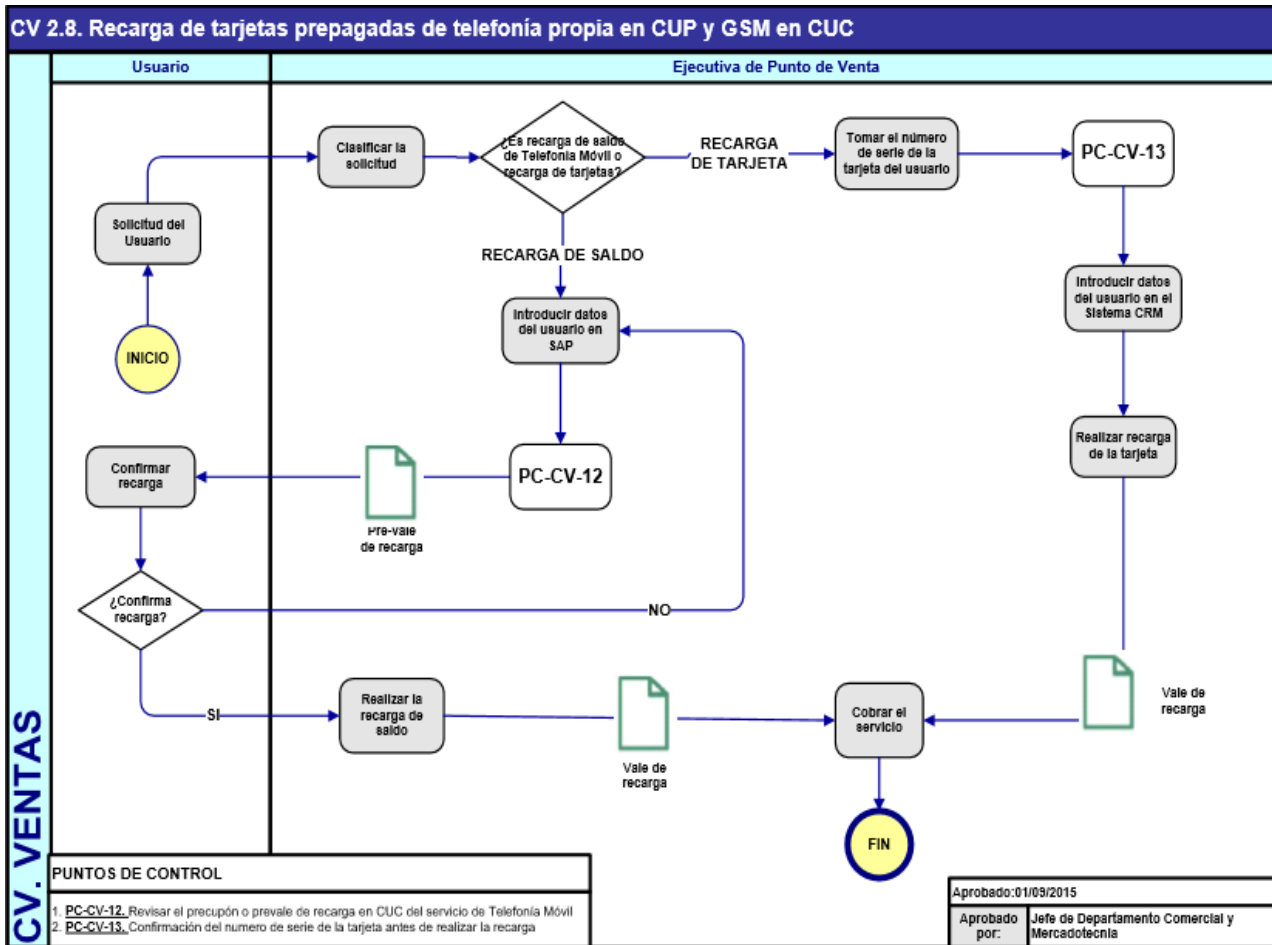 CV 2.8. Recarga de tarjetas prepagadas de telefonía propia en CUP y GSM en CUC
Usuario
Ejecutiva de Punto de Venta
Clasificar la
solicitud
¿Es recarga de saldo
de Telefonía Móvil o
recarga de tarjetas?
RECARGA
DE TARJETA
Tomar el número
de serie de la
tarjeta del usuario
PC-CV-13
Solicitud del
Usuario
RECARGA DE SALDO
Introducir datos
del usuario en
SAP
Introducir datos
del usuario en el
Sistema CRM
INICIO
Realizar recarga
de la tarjeta
Confirmar
recarga
PC-CV-12
Pre-vale
de recarga
¿Confirma
recarga?
NO
SI
Realizar la
recarga de
saldo
Vale de
recarga
Cobrar el
servicio
Vale de
recarga
FIN
CV. VENTAS
PUNTOS DE CONTROL
1. PC-CV-12. Revisar el precupón o prevale de recarga en CUC del servicio de Telefonía Móvil
2. PC-CV-13. Confirmación del numero de serie de la tarjeta antes de realizar la recarga
Aprobado:01/09/2015
Aprobado
por:
Jefe de Departamento Comercial y
Mercadotecnia